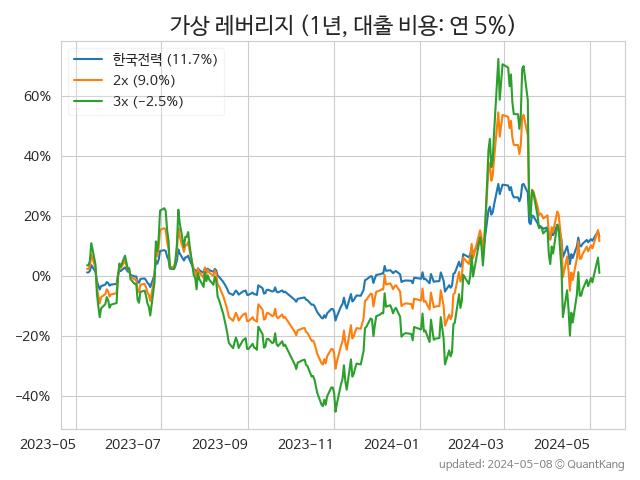 가상 레버리지 (1년, 대출 비용: 연 5%)
한국전력 (11.7%)
2x (9.0%)
3x (−2.5%)
60%
40%
20%
0%
−20%
−40%
2023−05 2023−07 2023−09 2023−11 2024−01 2024−03 2024−05
updated: 2024−05−08 © QuantKang